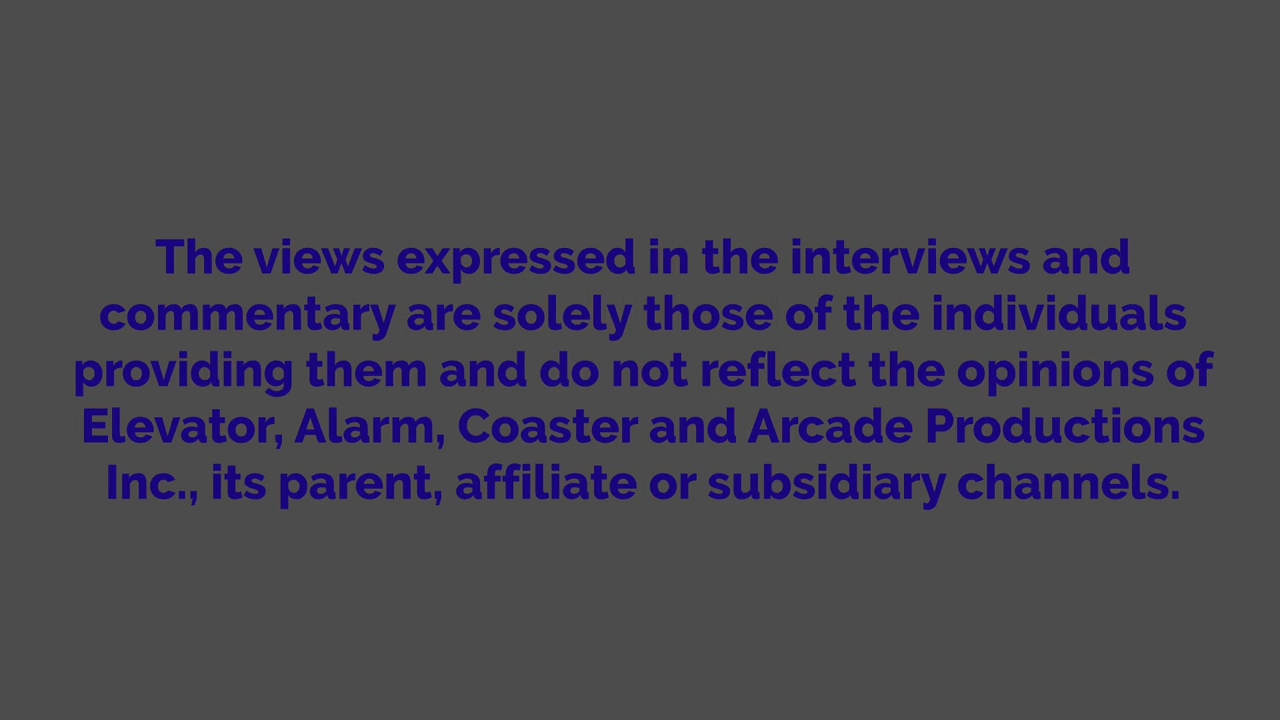 The views expressed in the interviews and
commentary are solely those of the individuals
providing them and do not reflect the opinions of
Elevator, Alarm, Coaster and Arcade Productions
Inc., its parent, affiliate or subsidiary channels.